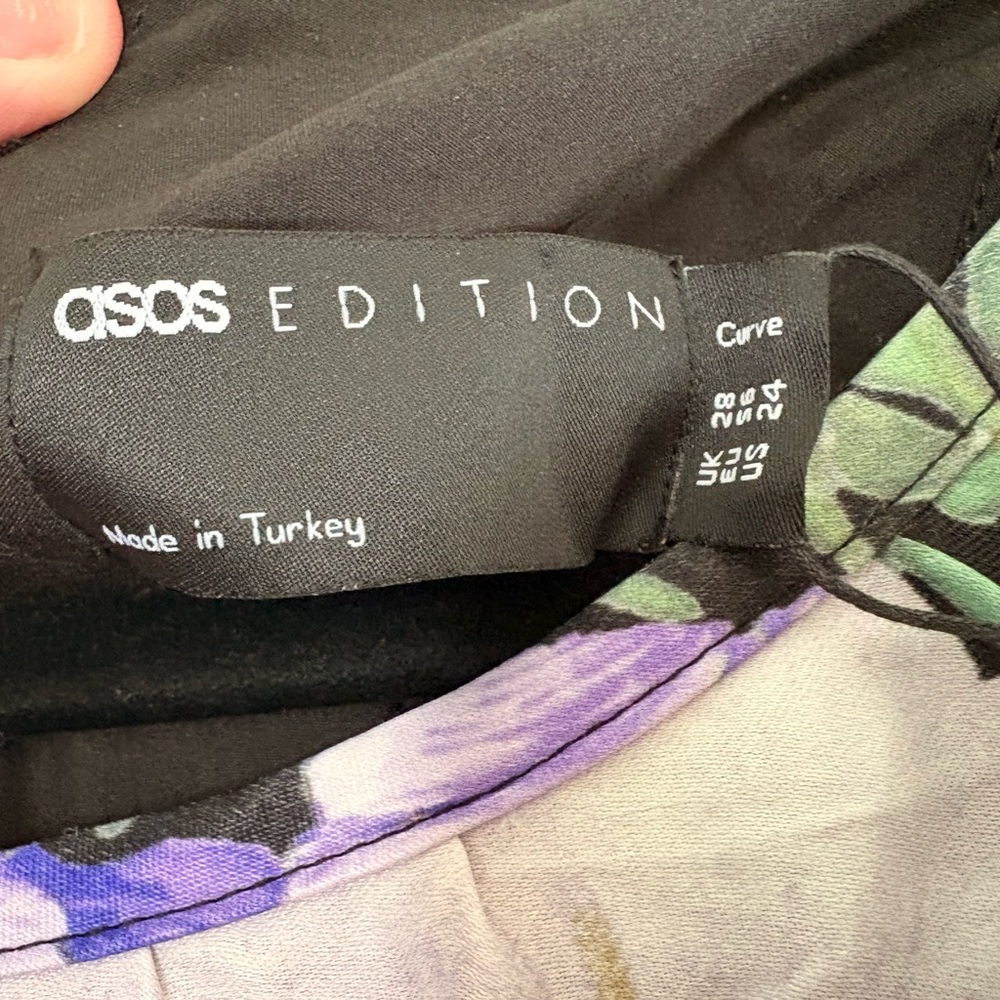 asos EDITION
Made in Turkey
Curve
UK 28
EU 56
US 24